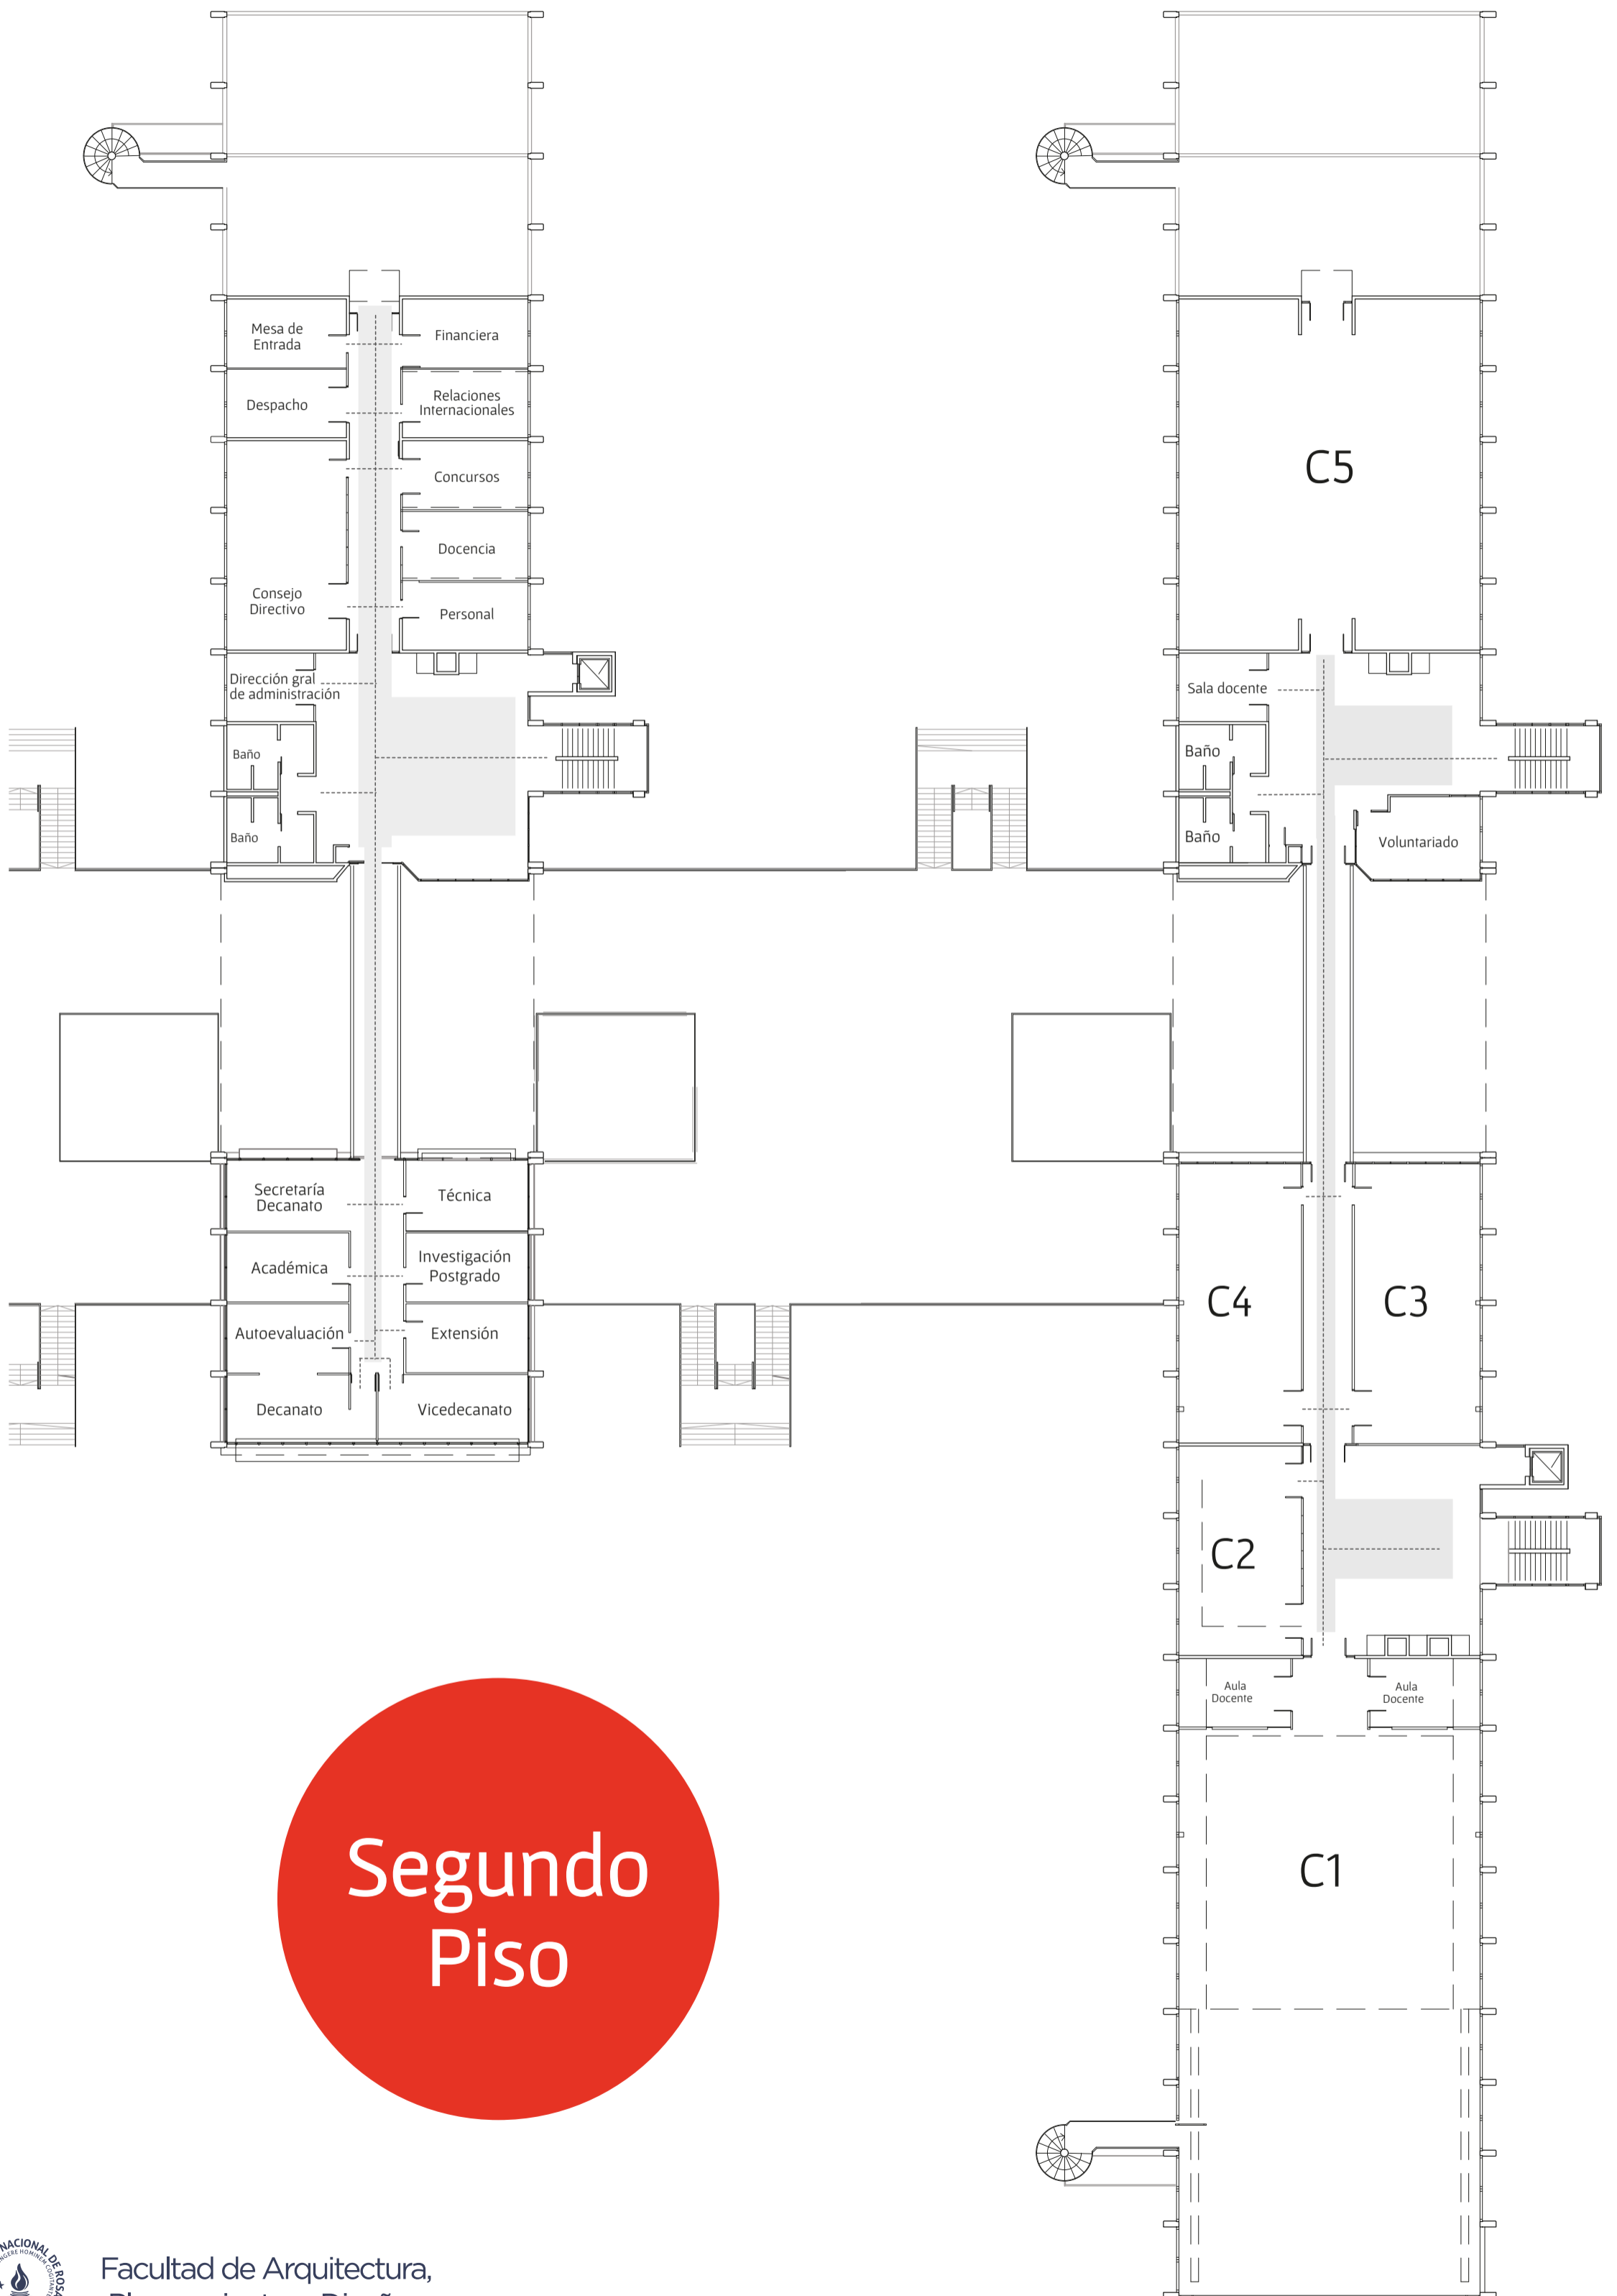 Mesa de
Entrada
Financiera
Despacho
Relaciones
Internacionales
Concursos
Docencia
Consejo
Directivo
Personal
Dirección gral
de administración
Baño
Baño
C5
Sala docente
Baño
Baño
Voluntariado
Secretaría
Decanato
Técnica
Académica
Investigación
Postgrado
Autoevaluación
Extensión
Decanato
Vicedecanato
C4
C3
C2
Aula
Docente
Aula
Docente
C1
Segundo
Piso
NACIONAL DE
Facultad de Arquitectura,